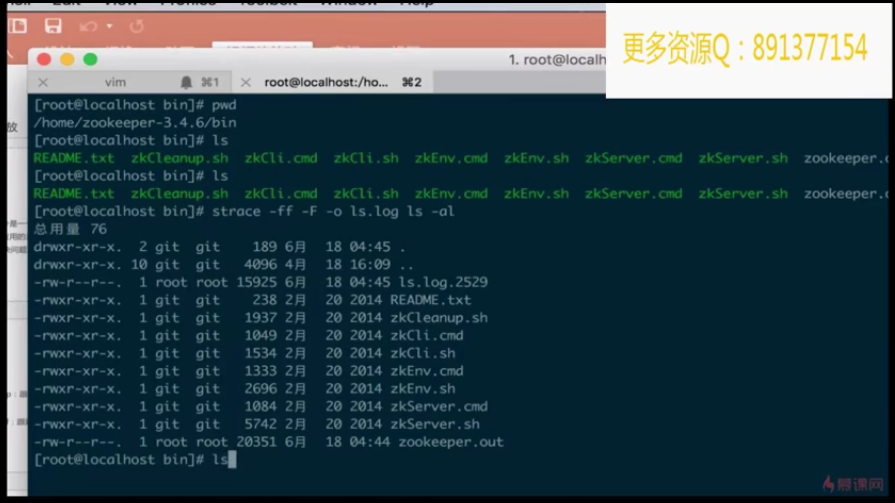 更多资源Q：891377154
1. root@localhost:/ho
vim ⌘1
root@localhost:/ho... ⌘2
[root@localhost bin]# pwd
/home/zookeeper-3.4.6/bin
[root@localhost bin]# ls
README.txt zkCleanup.sh zkCli.cmd zkCli.sh zkEnv.cmd zkEnv.sh zkServer.cmd zkServer.sh zookeeper.
[root@localhost bin]# ls
README.txt zkCleanup.sh zkCli.cmd zkCli.sh zkEnv.cmd zkEnv.sh zkServer.cmd zkServer.sh zookeeper.
[root@localhost bin]# strace -ff -F -o ls.log ls -al
总用量 76
drwxr-xr-x. 2 git git 189 6月 18 04:45 .
drwxr-xr-x. 10 git git 4096 4月 18 16:09 ..
-rw-r--r--. 1 root root 15925 6月 18 04:45 ls.log.2529
-rwxr-xr-x. 1 git git 238 2月 20 2014 README.txt
-rwxr-xr-x. 1 git git 1937 2月 20 2014 zkCleanup.sh
-rwxr-xr-x. 1 git git 1049 2月 20 2014 zkCli.cmd
-rwxr-xr-x. 1 git git 1534 2月 20 2014 zkCli.sh
-rwxr-xr-x. 1 git git 1333 2月 20 2014 zkEnv.cmd
-rwxr-xr-x. 1 git git 2696 2月 20 2014 zkEnv.sh
-rwxr-xr-x. 1 git git 1084 2月 20 2014 zkServer.cmd
-rwxr-xr-x. 1 git git 5742 2月 20 2014 zkServer.sh
-rw-r--r--. 1 root root 20351 6月 18 04:44 zookeeper.out
[root@localhost bin]# ls
慕课网